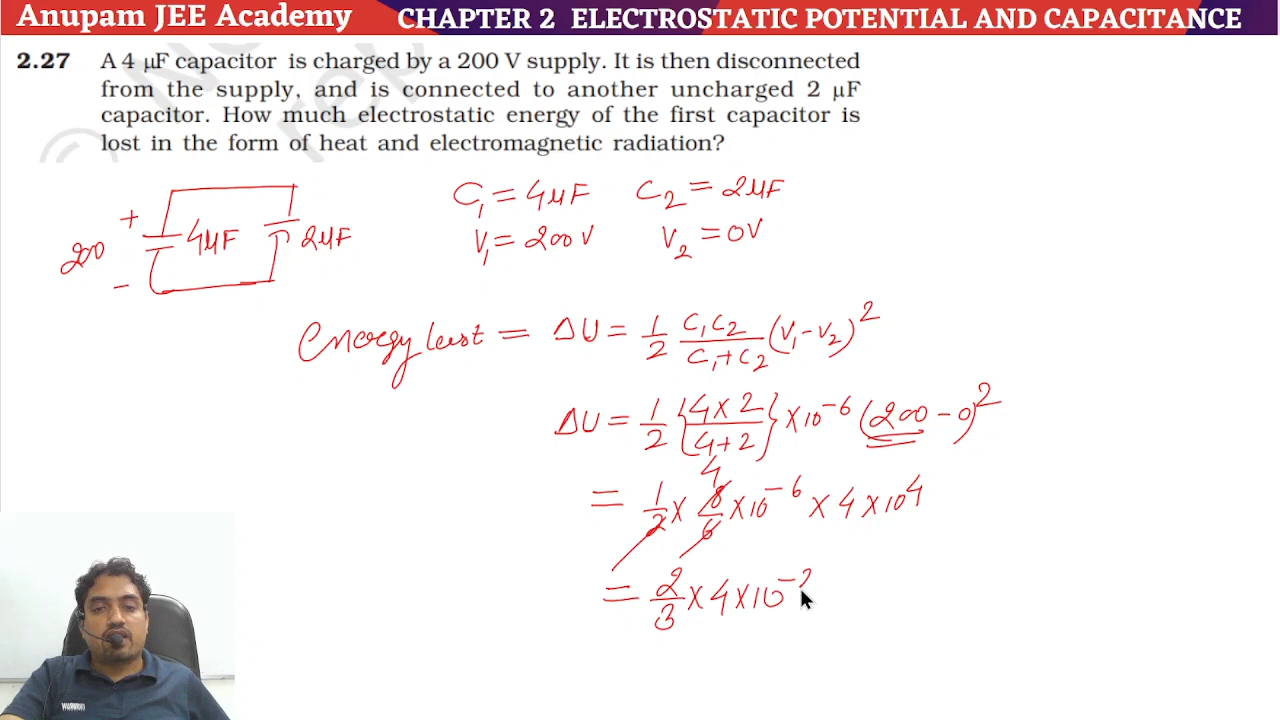 Anupam JEE Academy CHAPTER 2 ELECTROSTATIC POTENTIAL AND CAPACITANCE
2.27 A 4 μF capacitor is charged by a 200 V supply. It is then disconnected
from the supply, and is connected to another uncharged 2 μF
capacitor. How much electrostatic energy of the first capacitor is
lost in the form of heat and electromagnetic radiation?
C₁ = 4μF C₂ = 2μF
V₁ = 200V V₂ = 0V
+ 200 − 4μF 2μF
Energy lost = ΔU = 1/2 C₁C₂/(C₁+C₂) (V₁−V₂)²
ΔU = 1/2 {4×2/4+2} ×10⁻⁶ (200−0)²
= 1/2 × 8/6 ×10⁻⁶ × 4×10⁴
4
= 2/3 ×4×10⁻²